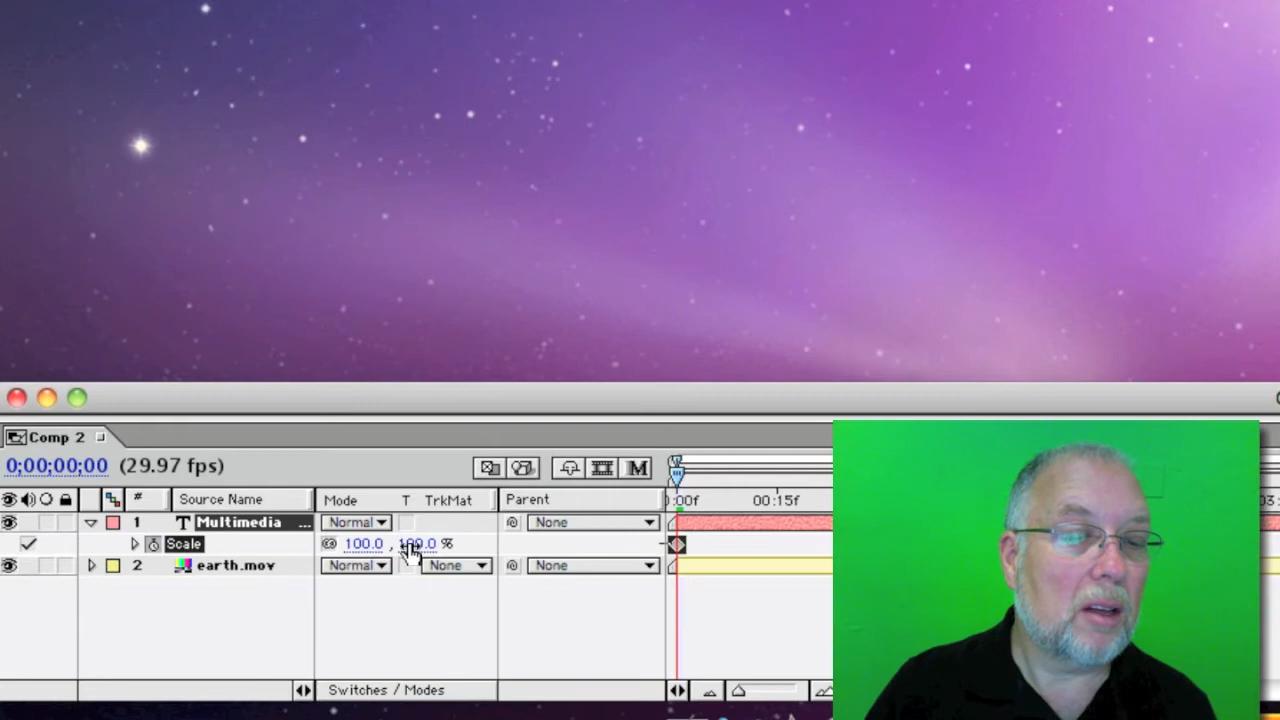 Comp 2
0;00;00;00 (29.97 fps)
# Source Name Mode T TrkMat Parent
:00f 00:15f 03:
1 T Multimedia ... Normal None
Scale 100.0 , 100.0 %
2 earth.mov Normal None None
Switches / Modes
M